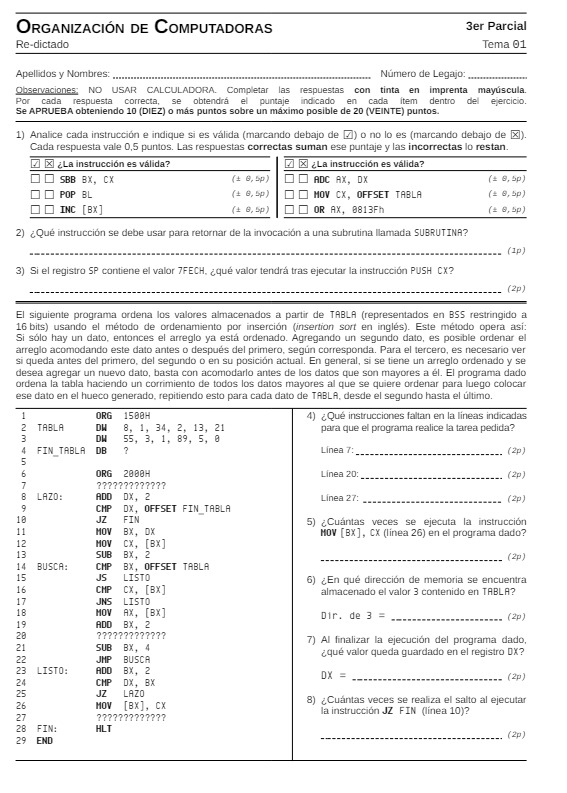 ORGANIZACIÓN DE COMPUTADORAS
3er Parcial
Re-dictado
Tema 01
Apellidos y Nombres:
Número de Legajo:
Observaciones: NO USAR CALCULADORA. Completar las respuestas con tinta en imprenta mayúscula.
Por cada respuesta correcta, se obtendrá el puntaje indicado en cada ítem dentro del ejercicio.
Se APRUEBA obteniendo 10 (DIEZ) o más puntos sobre un máximo posible de 20 (VEINTE) puntos.
1) Analice cada instrucción e indique si es válida (marcando debajo de ☑) o no lo es (marcando debajo de ☒).
Cada respuesta vale 0,5 puntos. Las respuestas correctas suman ese puntaje y las incorrectas lo restan.
☑ ☒ ¿La instrucción es válida?
☐ ☐ SBB BX, CX (± 0,5p)
☐ ☐ POP BL (± 0,5p)
☐ ☐ INC [BX] (± 0,5p)
☑ ☒ ¿La instrucción es válida?
☐ ☐ ADC AX, DX (± 0,5p)
☐ ☐ MOV CX, OFFSET TABLA (± 0,5p)
☐ ☐ OR AX, 0813Fh (± 0,5p)
2) ¿Qué instrucción se debe usar para retornar de la invocación a una subrutina llamada SUBRUTINA?
(1p)
3) Si el registro SP contiene el valor 7FECH, ¿qué valor tendrá tras ejecutar la instrucción PUSH CX?
(2p)
El siguiente programa ordena los valores almacenados a partir de TABLA (representados en BSS restringido a
16 bits) usando el método de ordenamiento por inserción (insertion sort en inglés). Este método opera así:
Si sólo hay un dato, entonces el arreglo ya está ordenado. Agregando un segundo dato, es posible ordenar el
arreglo acomodando este dato antes o después del primero, según corresponda. Para el tercero, es necesario ver
si queda antes del primero, del segundo o en su posición actual. En general, si se tiene un arreglo ordenado y se
desea agregar un nuevo dato, basta con acomodarlo antes de los datos que son mayores a él. El programa dado
ordena la tabla haciendo un corrimiento de todos los datos mayores al que se quiere ordenar para luego colocar
ese dato en el hueco generado, repitiendo esto para cada dato de TABLA, desde el segundo hasta el último.
1 ORG 1500H
2 TABLA DW 8, 1, 34, 2, 13, 21
3 DW 55, 3, 1, 89, 5, 0
4 FIN_TABLA DB ?
5
6 ORG 2000H
7 ?????????????
8 LAZO: ADD DX, 2
9 CMP DX, OFFSET FIN_TABLA
10 JZ FIN
11 MOV BX, DX
12 MOV CX, [BX]
13 SUB BX, 2
14 BUSCA: CMP BX, OFFSET TABLA
15 JS LISTO
16 CMP CX, [BX]
17 JNS LISTO
18 MOV AX, [BX]
19 ADD BX, 2
20 ?????????????
21 SUB BX, 4
22 JMP BUSCA
23 LISTO: ADD BX, 2
24 CMP DX, BX
25 JZ LAZO
26 MOV [BX], CX
27 ?????????????
28 FIN: HLT
29 END
4) ¿Qué instrucciones faltan en la líneas indicadas
para que el programa realice la tarea pedida?
Línea 7: (2p)
Línea 20: (2p)
Línea 27: (2p)
5) ¿Cuántas veces se ejecuta la instrucción
MOV [BX], CX (línea 26) en el programa dado?
(2p)
6) ¿En qué dirección de memoria se encuentra
almacenado el valor 3 contenido en TABLA?
Dir. de 3 = (2p)
7) Al finalizar la ejecución del programa dado,
¿qué valor queda guardado en el registro DX?
DX = (2p)
8) ¿Cuántas veces se realiza el salto al ejecutar
la instrucción JZ FIN (línea 10)?
(2p)